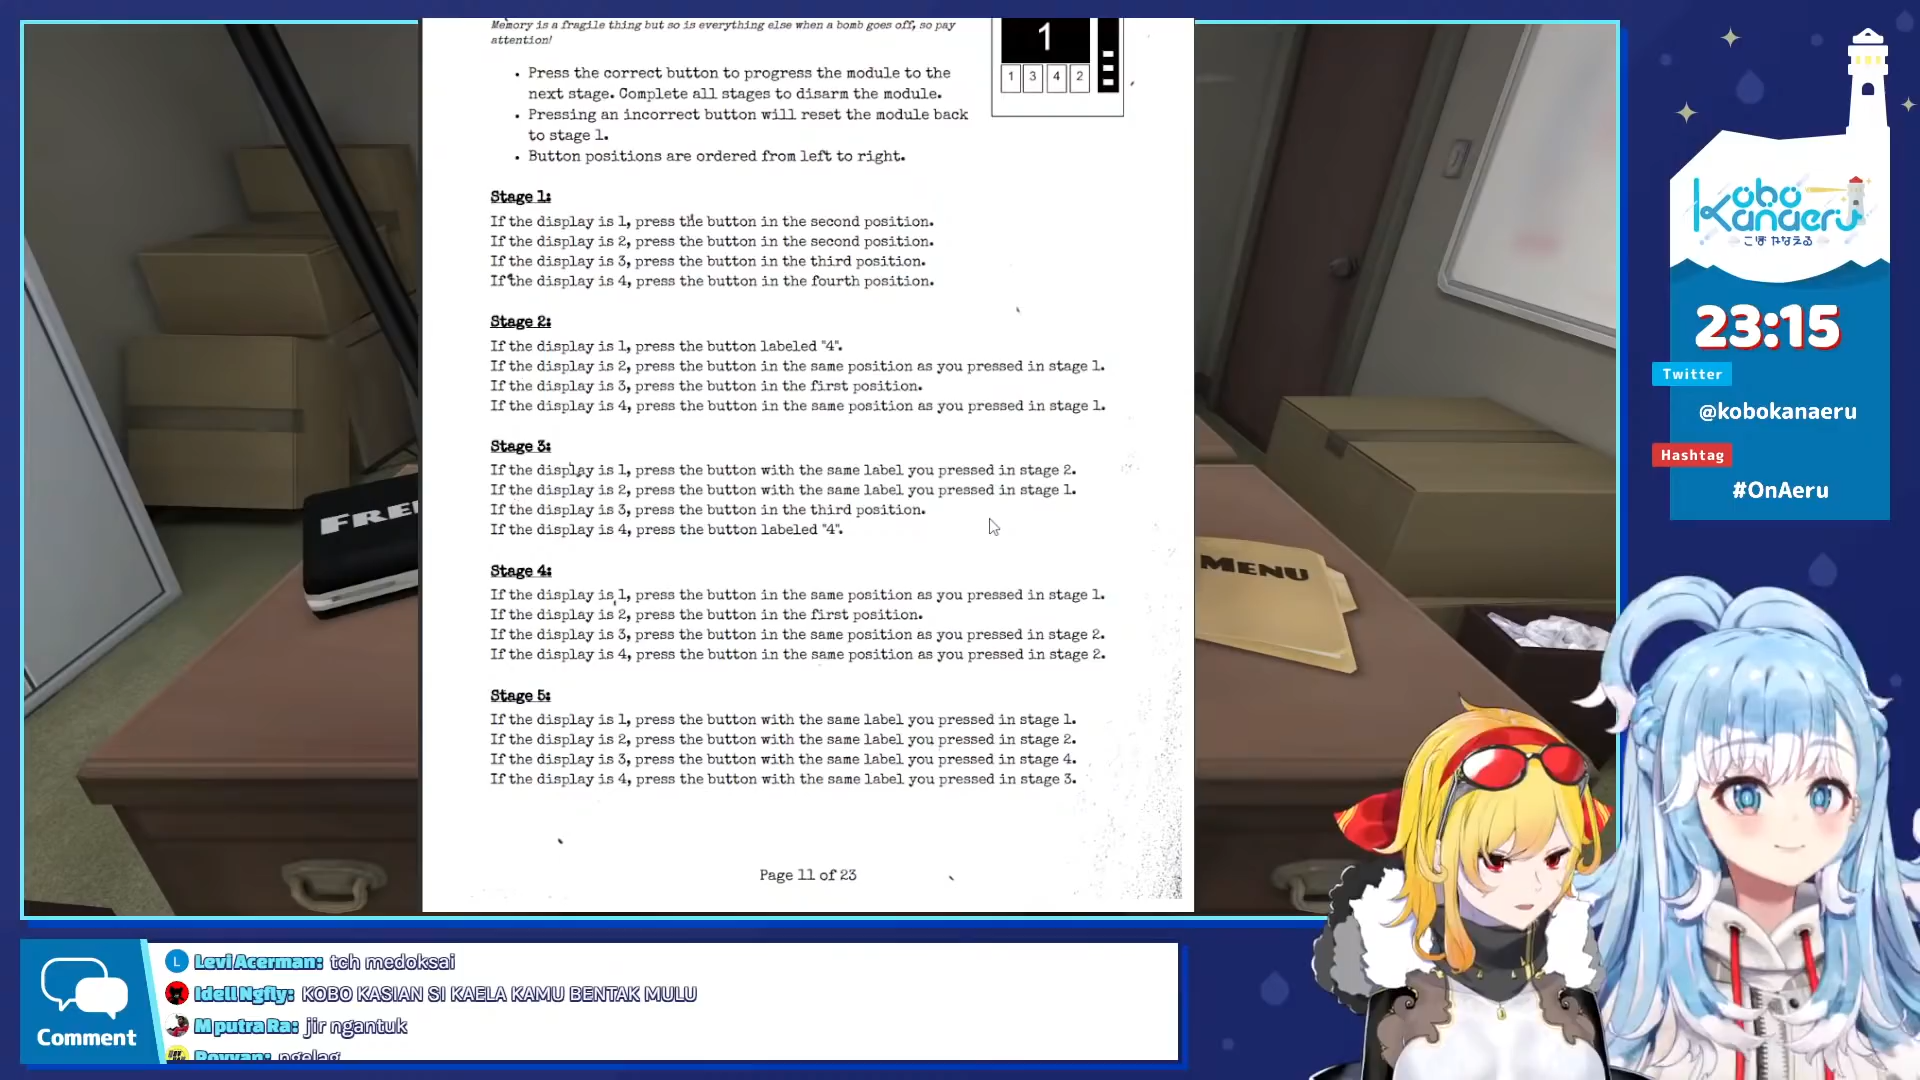 Memory is a fragile thing but so is everything else when a bomb goes off, so pay
attention!
1
1 3 4 2
• Press the correct button to progress the module to the
next stage. Complete all stages to disarm the module.
• Pressing an incorrect button will reset the module back
to stage 1.
• Button positions are ordered from left to right.
Stage 1:
If the display is 1, press the button in the second position.
If the display is 2, press the button in the second position.
If the display is 3, press the button in the third position.
If the display is 4, press the button in the fourth position.
Stage 2:
If the display is 1, press the button labeled "4".
If the display is 2, press the button in the same position as you pressed in stage 1.
If the display is 3, press the button in the first position.
If the display is 4, press the button in the same position as you pressed in stage 1.
Stage 3:
If the display is 1, press the button with the same label you pressed in stage 2.
If the display is 2, press the button with the same label you pressed in stage 1.
If the display is 3, press the button in the third position.
If the display is 4, press the button labeled "4".
Stage 4:
If the display is 1, press the button in the same position as you pressed in stage 1.
If the display is 2, press the button in the first position.
If the display is 3, press the button in the same position as you pressed in stage 2.
If the display is 4, press the button in the same position as you pressed in stage 2.
Stage 5:
If the display is 1, press the button with the same label you pressed in stage 1.
If the display is 2, press the button with the same label you pressed in stage 2.
If the display is 3, press the button with the same label you pressed in stage 4.
If the display is 4, press the button with the same label you pressed in stage 3.
Page 11 of 23
MENU
Kobo
Kanaeru
こぼ かなえる
23:15
Twitter
@kobokanaeru
Hashtag
#OnAeru
Comment
L Levi Acerman: tch medoksai
Idell Ngfly: KOBO KASIAN SI KAELA KAMU BENTAK MULU
M putra Ra: jir ngantuk
ngelag